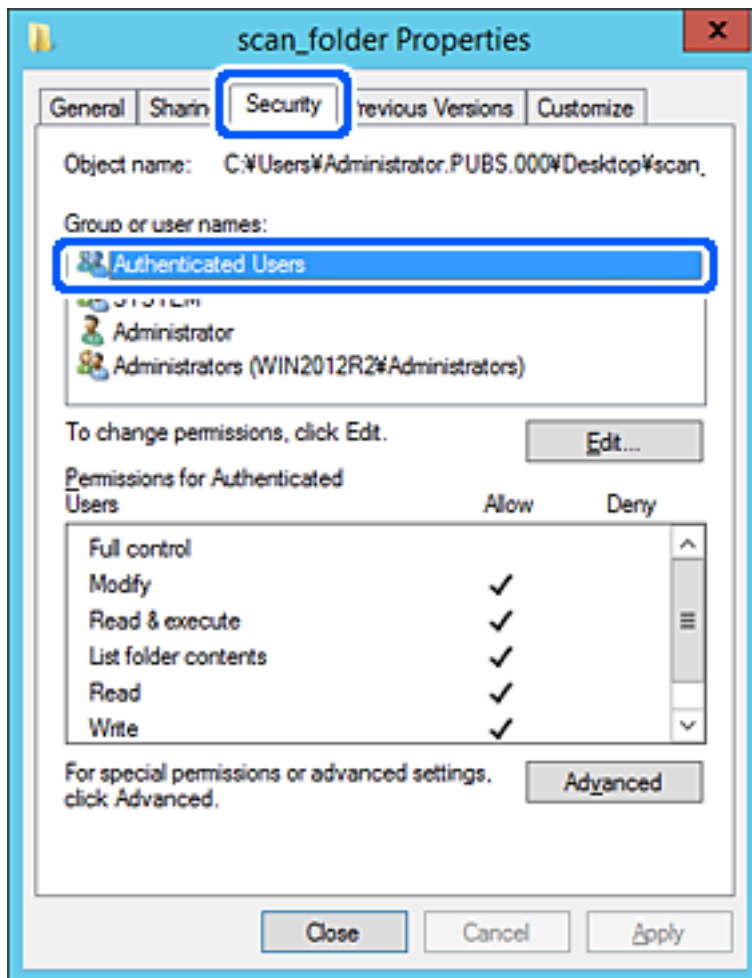 scan_folder Properties
x
General Security Previous Versions Customize
Object name: C:¥Users¥Administrator.PUBS.000¥Desktop¥scan_
Group or user names:
Authenticated Users
SYSTEM
Administrator
Administrators (WIN2012R2¥Administrators)
To change permissions, click Edit.
Edit...
Permissions for Authenticated
Users Allow Deny
Full control
Modify
Read & execute
List folder contents
Read
Write
For special permissions or advanced settings,
click Advanced.
Advanced
Close Cancel Apply